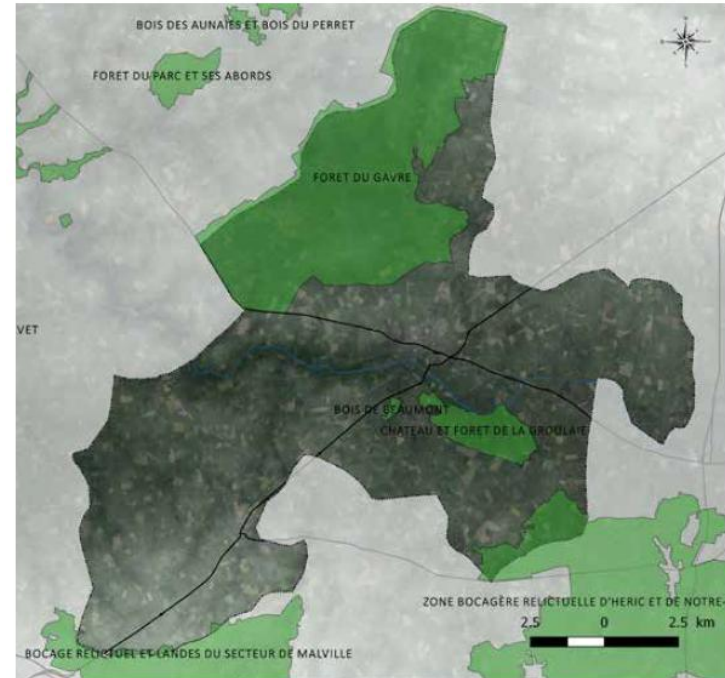 BOIS DES AUNAÏES ET BOIS DU PERRET
FORET DU PARC ET SES ABORDS
FORET DU GAVRE
VET
BOIS DE BEAUMONT
CHATEAU ET FORET DE LA GROULAIE
ZONE BOCAGÈRE RELICTUELLE D'HERIC ET DE NOTRE-
2.5 0 2.5 km
BOCAGE RELICTUEL ET LANDES DU SECTEUR DE MALVILLE